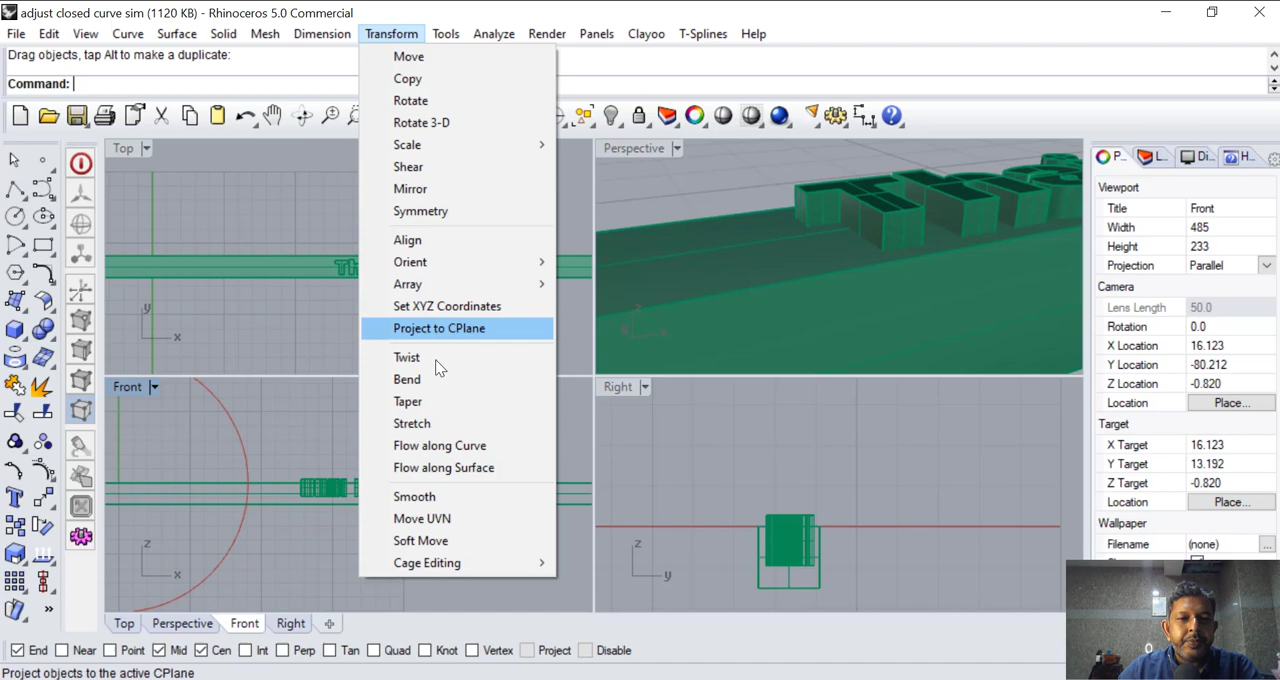 adjust closed curve sim (1120 KB) - Rhinoceros 5.0 Commercial
File Edit View Curve Surface Solid Mesh Dimension Transform Tools Analyze Render Panels Clayoo T-Splines Help
Drag objects, tap Alt to make a duplicate:
Command:
Move
Copy
Rotate
Rotate 3-D
Scale
Shear
Mirror
Symmetry
Align
Orient
Array
Set XYZ Coordinates
Project to CPlane
Twist
Bend
Taper
Stretch
Flow along Curve
Flow along Surface
Smooth
Move UVN
Soft Move
Cage Editing
Top
y
x
Th
Perspective
z
Front
z
x
Right
z
y
P... L... Di... H...
Viewport
Title Front
Width 485
Height 233
Projection Parallel
Camera
Lens Length 50.0
Rotation 0.0
X Location 16.123
Y Location -80.212
Z Location -0.820
Location Place...
Target
X Target 16.123
Y Target 13.192
Z Target -0.820
Location Place...
Wallpaper
Filename (none) ...
Top Perspective Front Right
End Near Point Mid Cen Int Perp Tan Quad Knot Vertex Project Disable
Project objects to the active CPlane